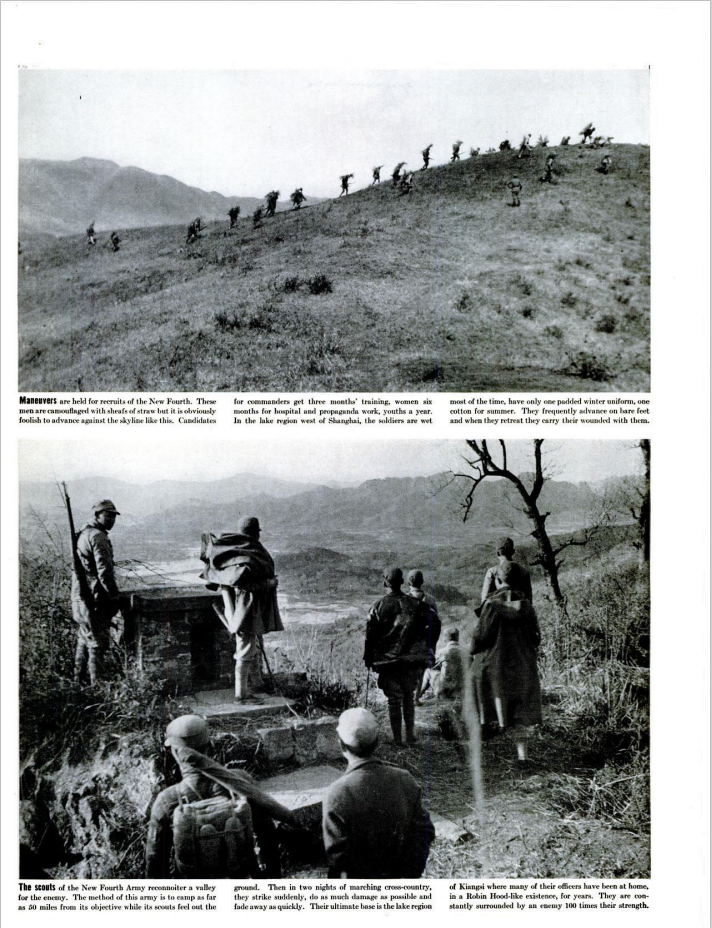 Maneuvers are held for recruits of the New Fourth. These
men are camouflaged with sheafs of straw but it is obviously
foolish to advance against the skyline like this. Candidates
for commanders get three months' training, women six
months for hospital and propaganda work, youths a year.
In the lake region west of Shanghai, the soldiers are wet
most of the time, have only one padded winter uniform, one
cotton for summer. They frequently advance on bare feet
and when they retreat they carry their wounded with them.
The scouts of the New Fourth Army reconnoiter a valley
for the enemy. The method of this army is to camp as far
as 50 miles from its objective while its scouts feel out the
ground. Then in two nights of marching cross-country,
they strike suddenly, do as much damage as possible and
fade away as quickly. Their ultimate base is the lake region
of Kiangsi where many of their officers have been at home,
in a Robin Hood-like existence, for years. They are con-
stantly surrounded by an enemy 100 times their strength.